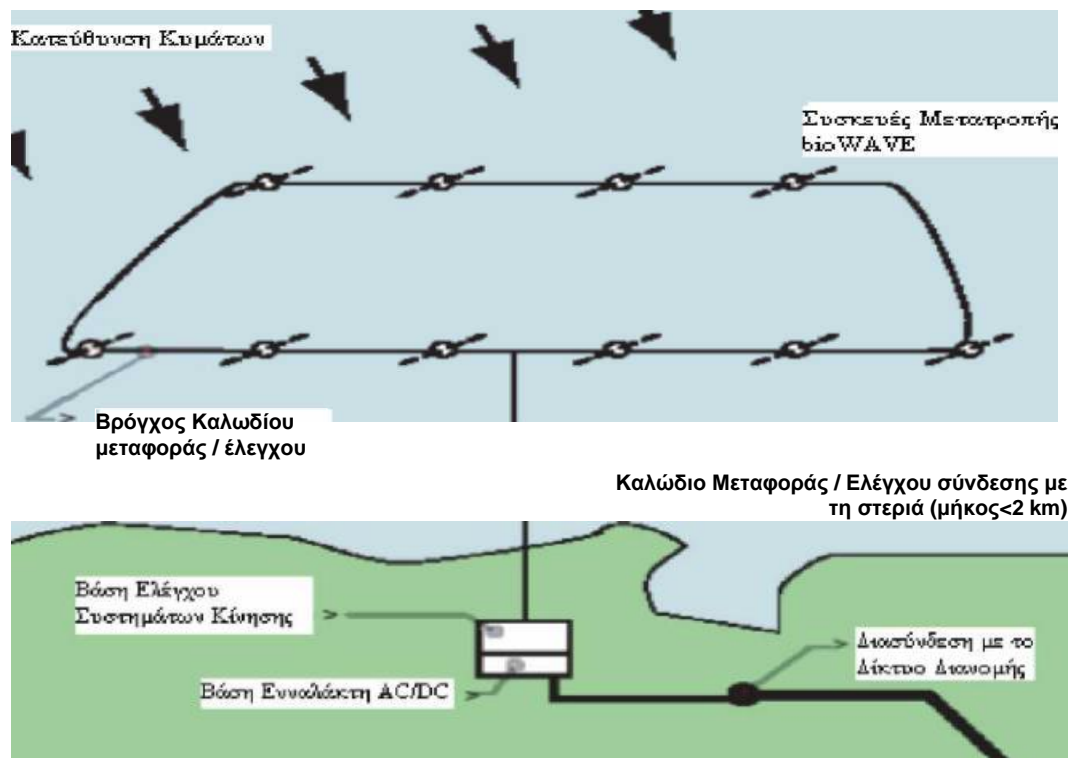 Κατεύθυνση Κυμάτων
Συσκευές Μετατροπής
bioWAVE
Βρόγχος Καλωδίου
μεταφοράς / έλεγχου
Καλώδιο Μεταφοράς / Ελέγχου σύνδεσης με
τη στεριά (μήκος<2 km)
Βάση Ελέγχου
Συστημάτων Κίνησης
Διασύνδεση με το
Δίκτυο Διανομής
Βάση Ευναλάκτη AC/DC